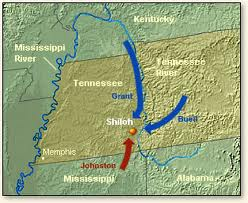 Kentucky
Mississippi
River
Tennessee
Tennessee
River
Grant
Buell
Shiloh
Memphis
Johnston
Mississippi
Alabama